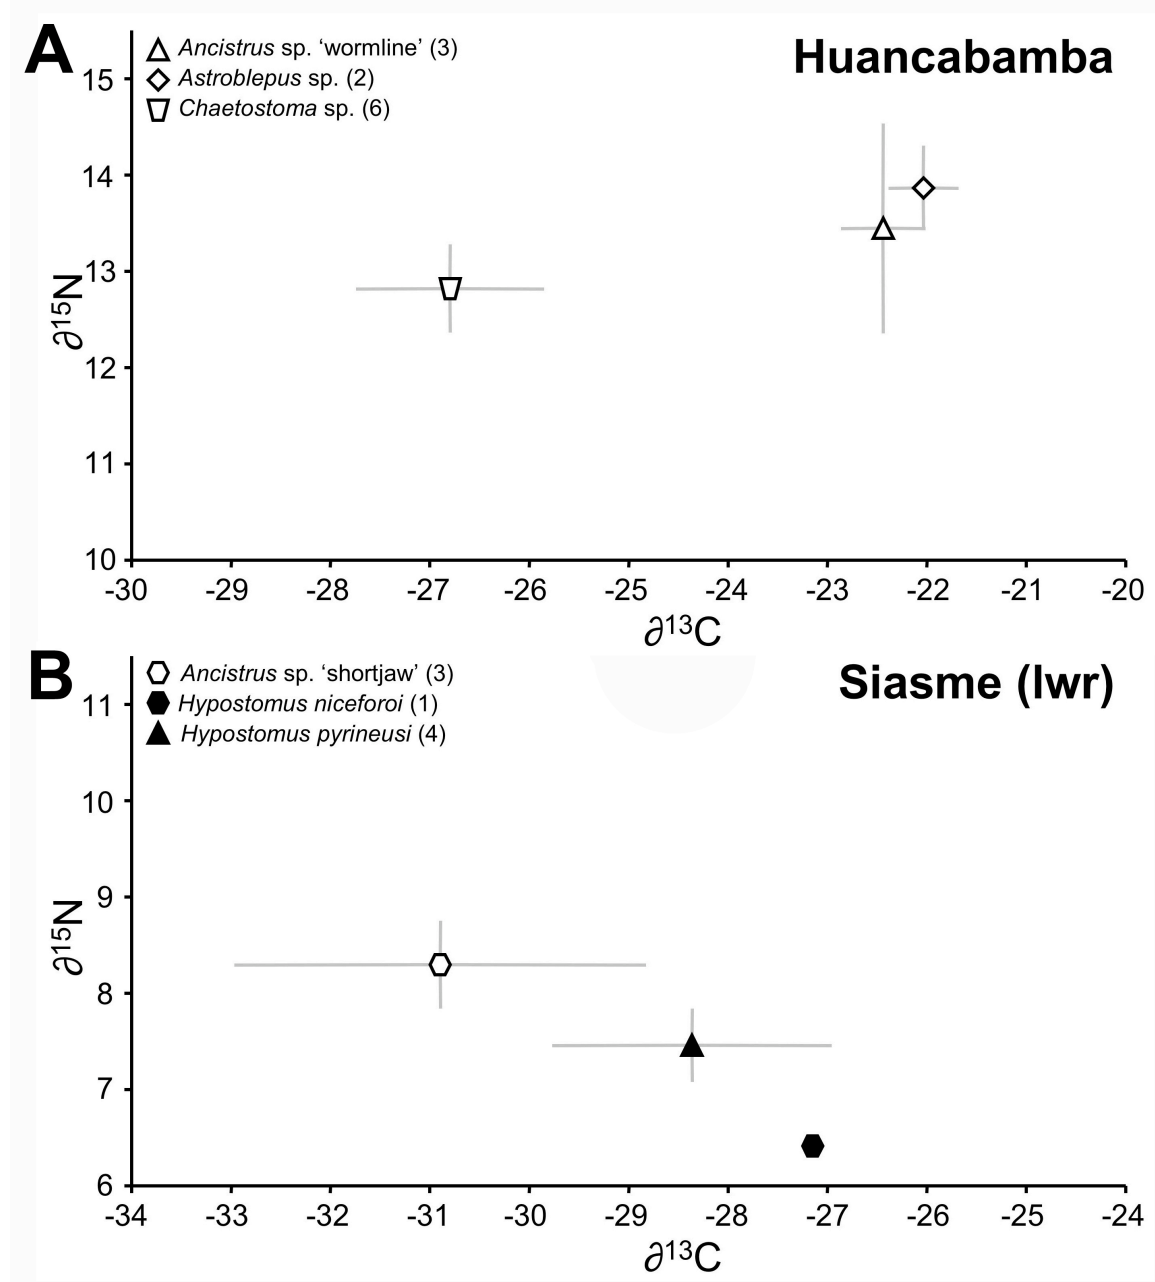 A
Huancabamba
Ancistrus sp. ‘wormline’ (3)
Astroblepus sp. (2)
Chaetostoma sp. (6)
15
14
13
12
11
10
∂15N
-30 -29 -28 -27 -26 -25 -24 -23 -22 -21 -20
∂13C
B
Siasme (lwr)
Ancistrus sp. ‘shortjaw’ (3)
Hypostomus niceforoi (1)
Hypostomus pyrineusi (4)
11
10
9
8
7
6
∂15N
-34 -33 -32 -31 -30 -29 -28 -27 -26 -25 -24
∂13C